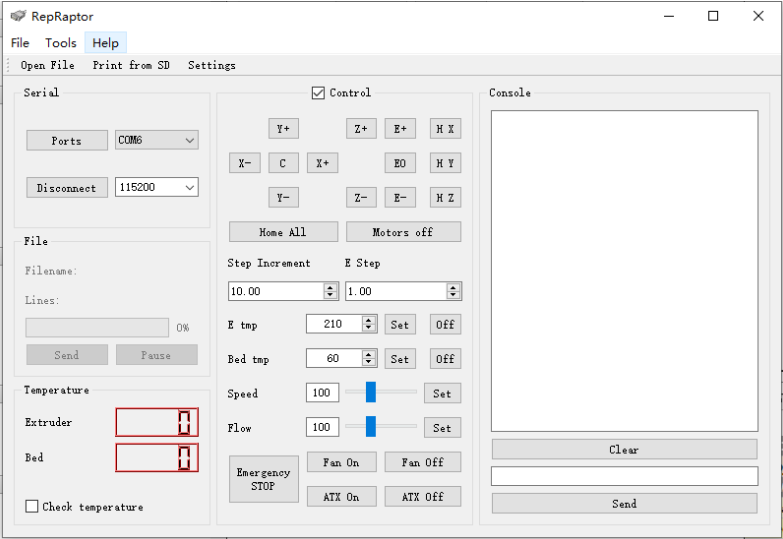 RepRaptor
File Tools Help
Open File Print from SD Settings
Serial
Ports COM6
Disconnect 115200
File
Filename:
Lines:
0%
Send Pause
Temperature
Extruder 0
Bed 0
Check temperature
Control
Y+ Z+ E+ H X
X- C X+ E0 H Y
Y- Z- E- H Z
Home All Motors off
Step Increment E Step
10.00 1.00
E tmp 210 Set Off
Bed tmp 60 Set Off
Speed 100 Set
Flow 100 Set
Emergency
STOP
Fan On Fan Off
ATX On ATX Off
Console
Clear
Send